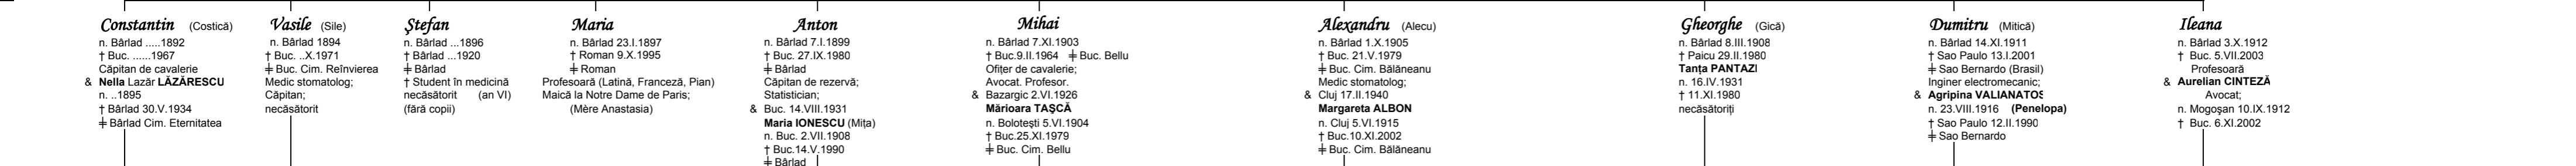 Constantin (Costică)
n. Bârlad .....1892
† Buc. ......1967
Căpitan de cavalerie
& Nella Lazăr LĂZĂRESCU
n. ..1895
† Bârlad 30.V.1934
ǂ Bârlad Cim. Eternitatea
Vasile (Sile)
n. Bârlad 1894
† Buc. ..X.1971
ǂ Buc. Cim. Reînvierea
Medic stomatolog;
Căpitan;
necăsătorit
Ştefan
n. Bârlad ...1896
† Bârlad ...1920
ǂ Bârlad
† Student în medicină
necăsătorit (an VI)
(fără copii)
Maria
n. Bârlad 23.I.1897
† Roman 9.X.1995
ǂ Roman
Profesoară (Latină, Franceză, Pian)
Maică la Notre Dame de Paris;
(Mère Anastasia)
Anton
n. Bârlad 7.I.1899
† Buc. 27.IX.1980
ǂ Bârlad
Căpitan de rezervă;
Statistician;
& Buc. 14.VIII.1931
Maria IONESCU (Mița)
n. Buc. 2.VII.1908
† Buc.14.V.1990
ǂ Bârlad
Mihai
n. Bârlad 7.XI.1903
† Buc.9.II.1964 ǂ Buc. Bellu
Ofițer de cavalerie;
Avocat. Profesor.
& Bazargic 2.VI.1926
Mărioara TAŞCĂ
n. Bolotești 5.VI.1904
† Buc.25.XI.1979
ǂ Buc. Cim. Bellu
Alexandru (Alecu)
n. Bârlad 1.X.1905
† Buc. 21.V.1979
ǂ Buc. Cim. Bălăneanu
Medic stomatolog;
& Cluj 17.II.1940
Margareta ALBON
n. Cluj 5.VI.1915
† Buc.10.XI.2002
ǂ Buc. Cim. Bălăneanu
Gheorghe (Gică)
n. Bârlad 8.III.1908
† Paicu 29.II.1980
Tanța PANTAZI
n. 16.IV.1931
† 11.XI.1980
necăsătoriți
Dumitru (Mitică)
n. Bârlad 14.XI.1911
† Sao Paulo 13.I.2001
ǂ Sao Bernardo (Brasil)
Inginer electromecanic;
& Agripina VALIANATOS
n. 23.VIII.1916 (Penelopa)
† Sao Paulo 12.II.1990
ǂ Sao Bernardo
Ileana
n. Bârlad 3.X.1912
† Buc. 5.VII.2003
Profesoară
& Aurelian CINTEZĂ
Avocat;
n. Mogoşan 10.IX.1912
† Buc. 6.XI.2002